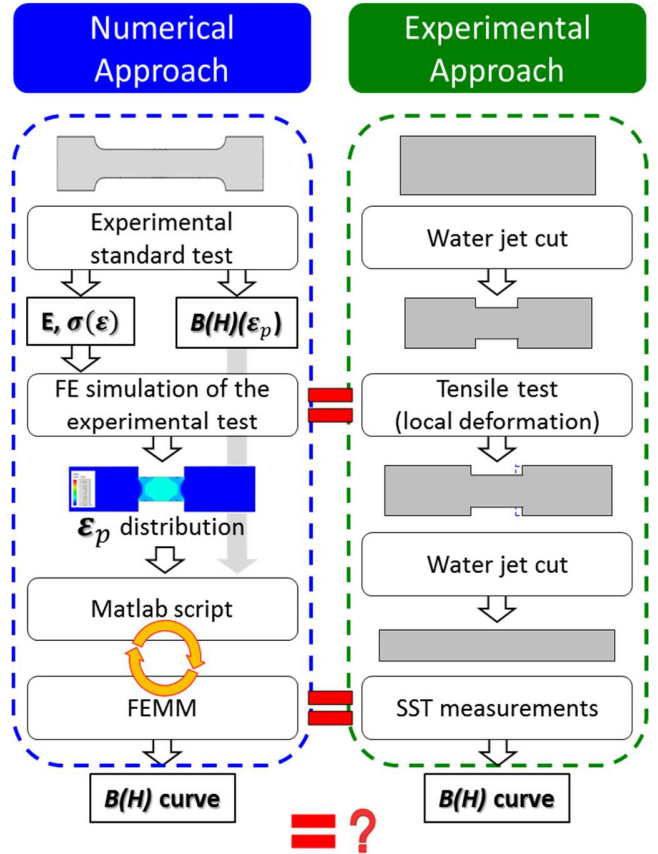 Numerical
Approach
Experimental
Approach
Experimental
standard test
E, σ(ε)
B(H)(εₚ)
FE simulation of the
experimental test
εₚ distribution
Matlab script
FEMM
B(H) curve
Water jet cut
Tensile test
(local deformation)
Water jet cut
SST measurements
B(H) curve
= ?